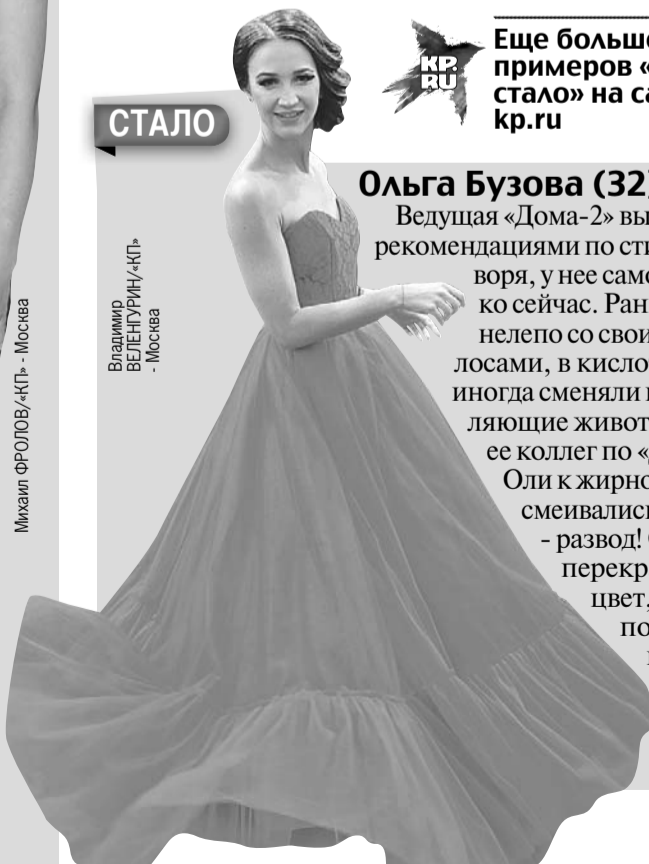 Еще больше
примеров «
стало» на са
kp.ru
KP.
RU
СТАЛО
Михаил ФРОЛОВ/«КП» - Москва
Владимир
ВЕЛЕНГУРИН/«КП»
- Москва
Ольга Бузова (32)
Ведущая «Дома-2» вы
рекомендациями по сти
воря, у нее само
ко сейчас. Ран
нелепо со свои
лосами, в кисло
иногда сменяли
ляющие живот
ее коллег по «
Оли к жирно
смеивались
- развод!
перекр
цвет,
по